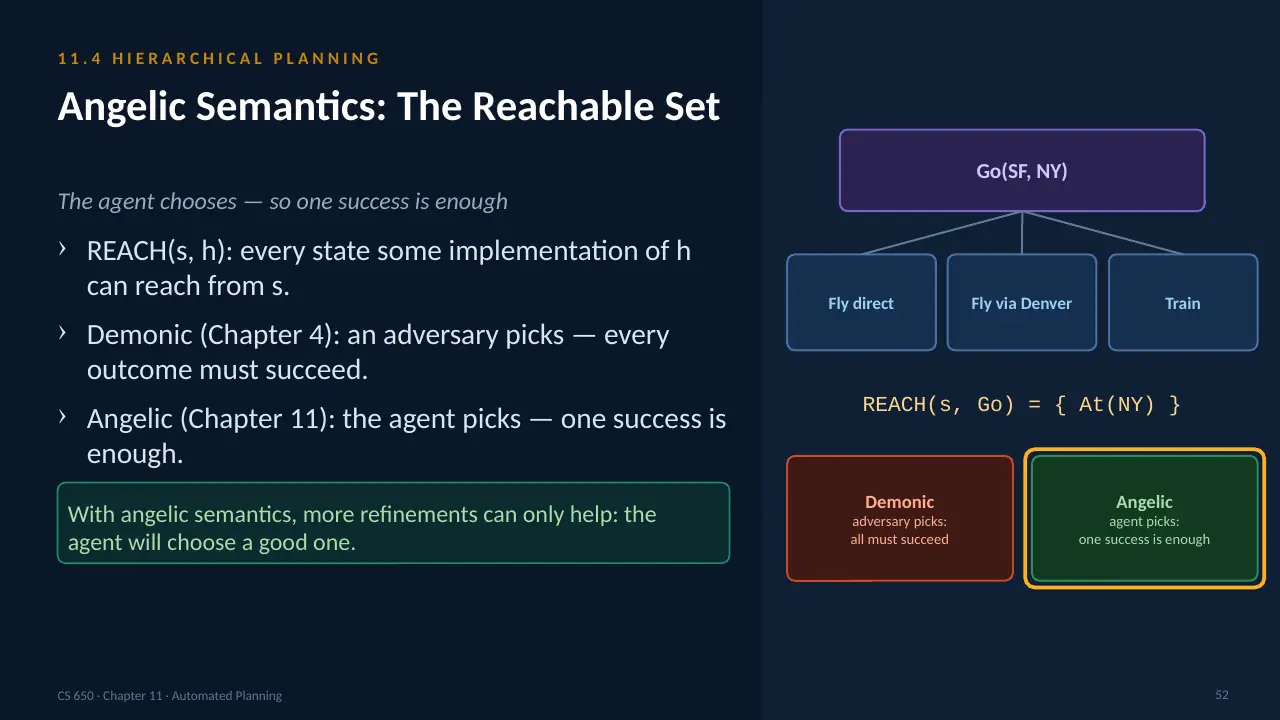 11.4 HIERARCHICAL PLANNING
Angelic Semantics: The Reachable Set
The agent chooses — so one success is enough
› REACH(s, h): every state some implementation of h
can reach from s.
› Demonic (Chapter 4): an adversary picks — every
outcome must succeed.
› Angelic (Chapter 11): the agent picks — one success is
enough.
With angelic semantics, more refinements can only help: the
agent will choose a good one.
Go(SF, NY)
Fly direct
Fly via Denver
Train
REACH(s, Go) = { At(NY) }
Demonic
adversary picks:
all must succeed
Angelic
agent picks:
one success is enough
CS 650 · Chapter 11 · Automated Planning
52